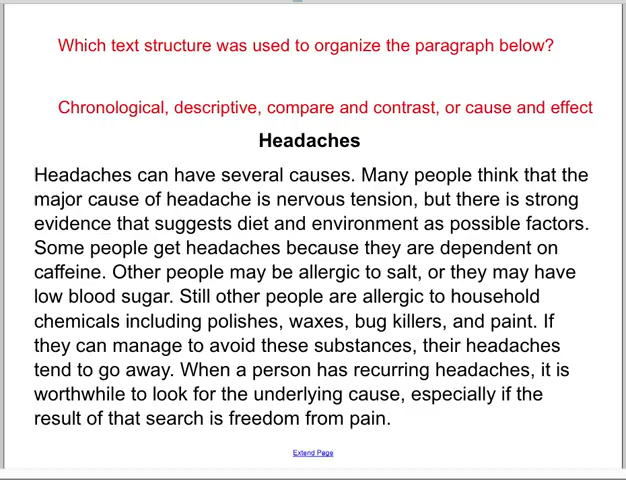 Which text structure was used to organize the paragraph below?
Chronological, descriptive, compare and contrast, or cause and effect
Headaches
Headaches can have several causes. Many people think that the
major cause of headache is nervous tension, but there is strong
evidence that suggests diet and environment as possible factors.
Some people get headaches because they are dependent on
caffeine. Other people may be allergic to salt, or they may have
low blood sugar. Still other people are allergic to household
chemicals including polishes, waxes, bug killers, and paint. If
they can manage to avoid these substances, their headaches
tend to go away. When a person has recurring headaches, it is
worthwhile to look for the underlying cause, especially if the
result of that search is freedom from pain.
Extend Page